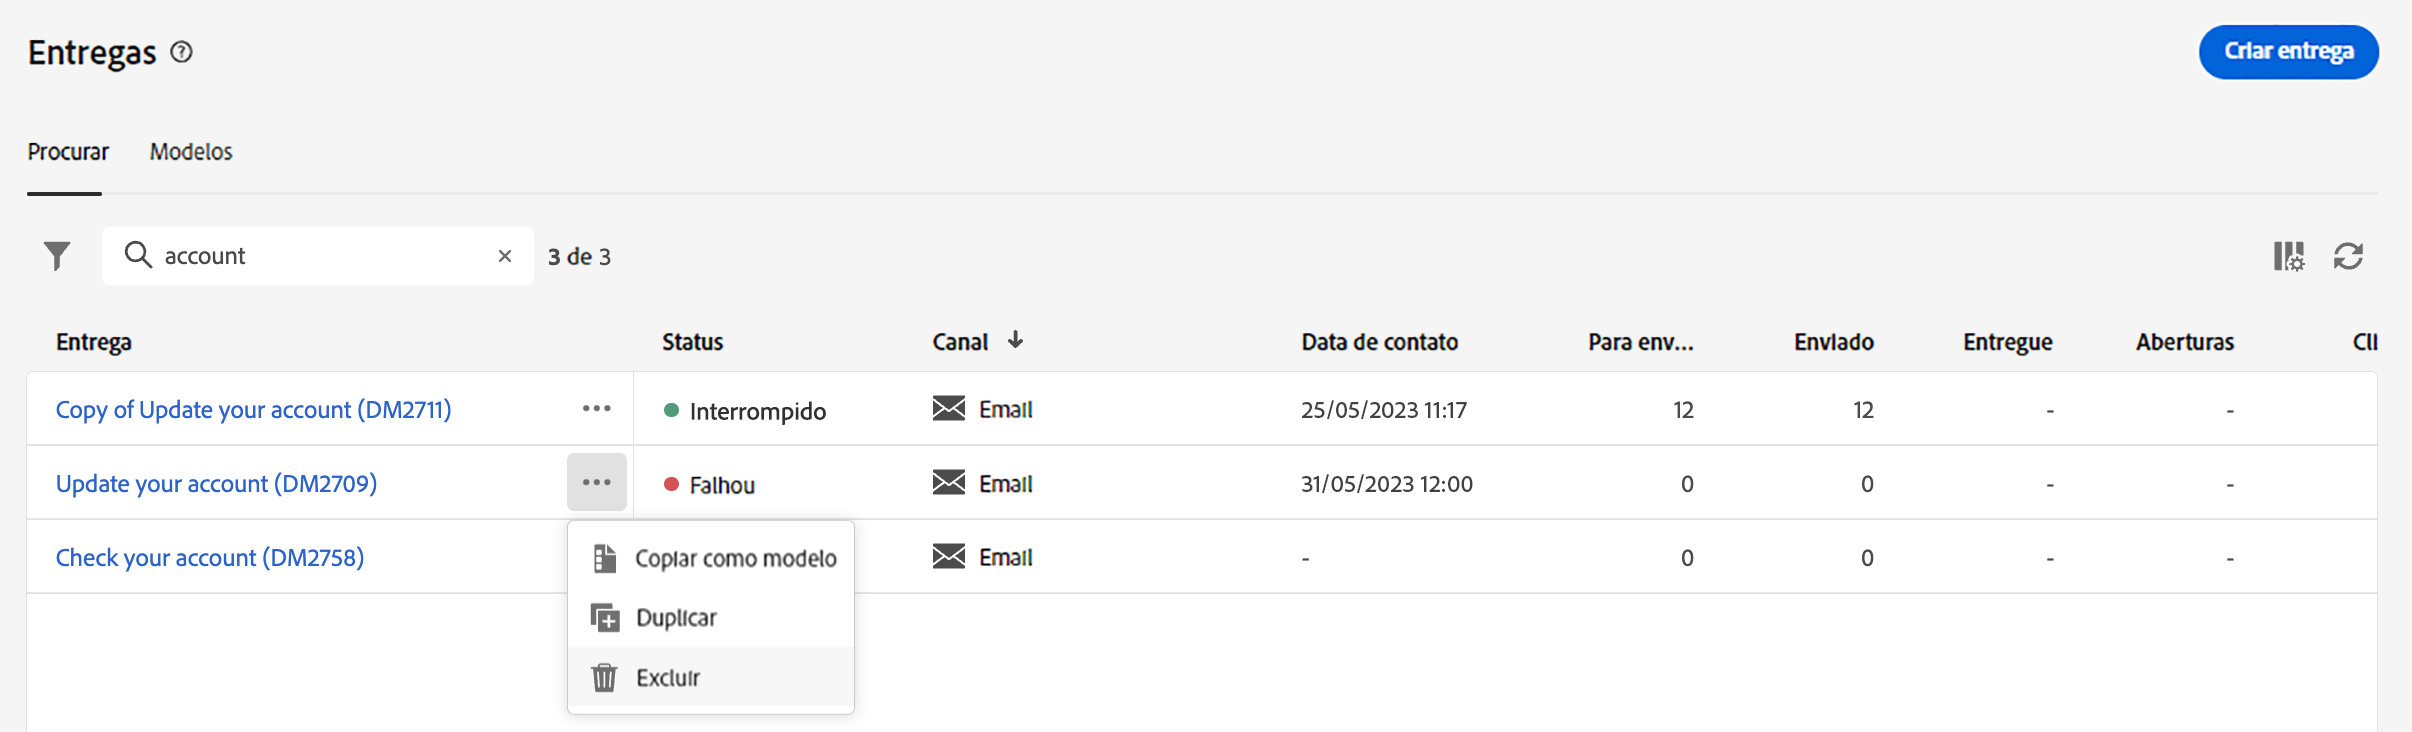 Entregas
Criar entrega
Procurar Modelos
account 3 de 3
Entrega Status Canal Data de contato Para env... Enviado Entregue Aberturas Cli
Copy of Update your account (DM2711) Interrompido Email 25/05/2023 11:17 12 12 - -
Update your account (DM2709) Falhou Email 31/05/2023 12:00 0 0 - -
Check your account (DM2758) Email - 0 0 - -
Copiar como modelo
Duplicar
Excluir